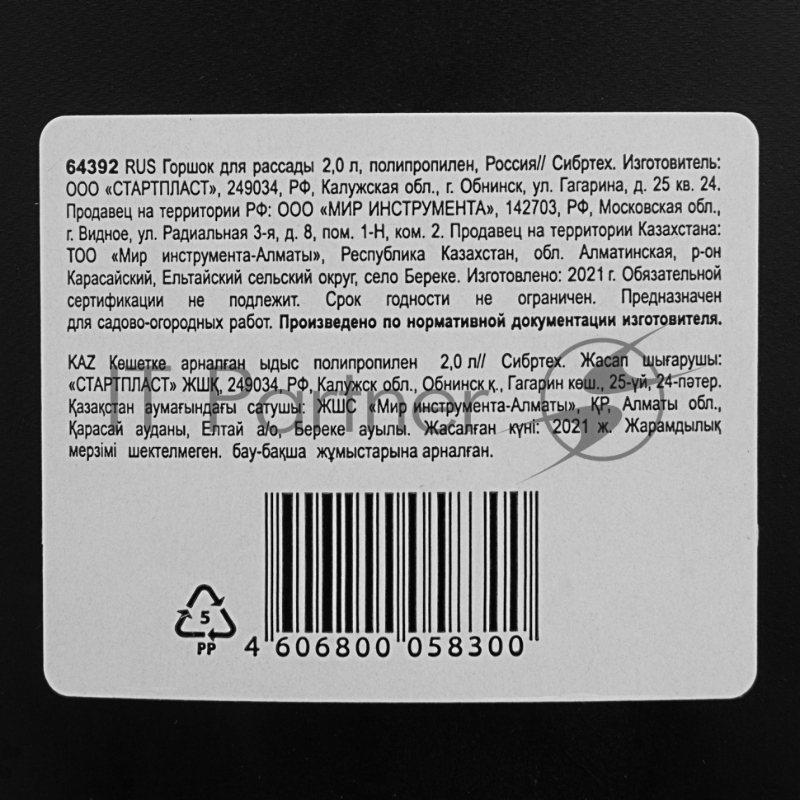 64392 RUS Горшок для рассады 2,0 л, полипропилен, Россия// Сибртех. Изготовитель:
ООО «СТАРТПЛАСТ», 249034, РФ, Калужская обл., г. Обнинск, ул. Гагарина, д. 25 кв. 24.
Продавец на территории РФ: ООО «МИР ИНСТРУМЕНТА», 142703, РФ, Московская обл.,
г. Видное, ул. Радиальная 3-я, д. 8, пом. 1-Н, ком. 2. Продавец на территории Казахстана:
ТОО «Мир инструмента-Алматы», Республика Казахстан, обл. Алматинская, р-он
Карасайский, Ельтайский сельский округ, село Береке. Изготовлено: 2021 г. Обязательной
сертификации не подлежит. Срок годности не ограничен. Предназначен
для садово-огородных работ. Произведено по нормативной документации изготовителя.
KAZ Көшетке арналған ыдыс полипропилен 2,0 л// Сибртех. Жасап шығарушы:
«СТАРТПЛАСТ» ЖШҚ, 249034, РФ, Калужск обл., Обнинск қ., Гагарин көш., 25-үй, 24-пәтер.
Қазақстан аумағындағы сатушы: ЖШС «Мир инструмента-Алматы», ҚР, Алматы обл.,
Қарасай ауданы, Елтай а/о, Береке ауылы. Жасалған күні: 2021 ж. Жарамдылық
мерзімі шектелмеген. бау-бақша жұмыстарына арналған.
IT Partner
5
PP
4 606800 058300